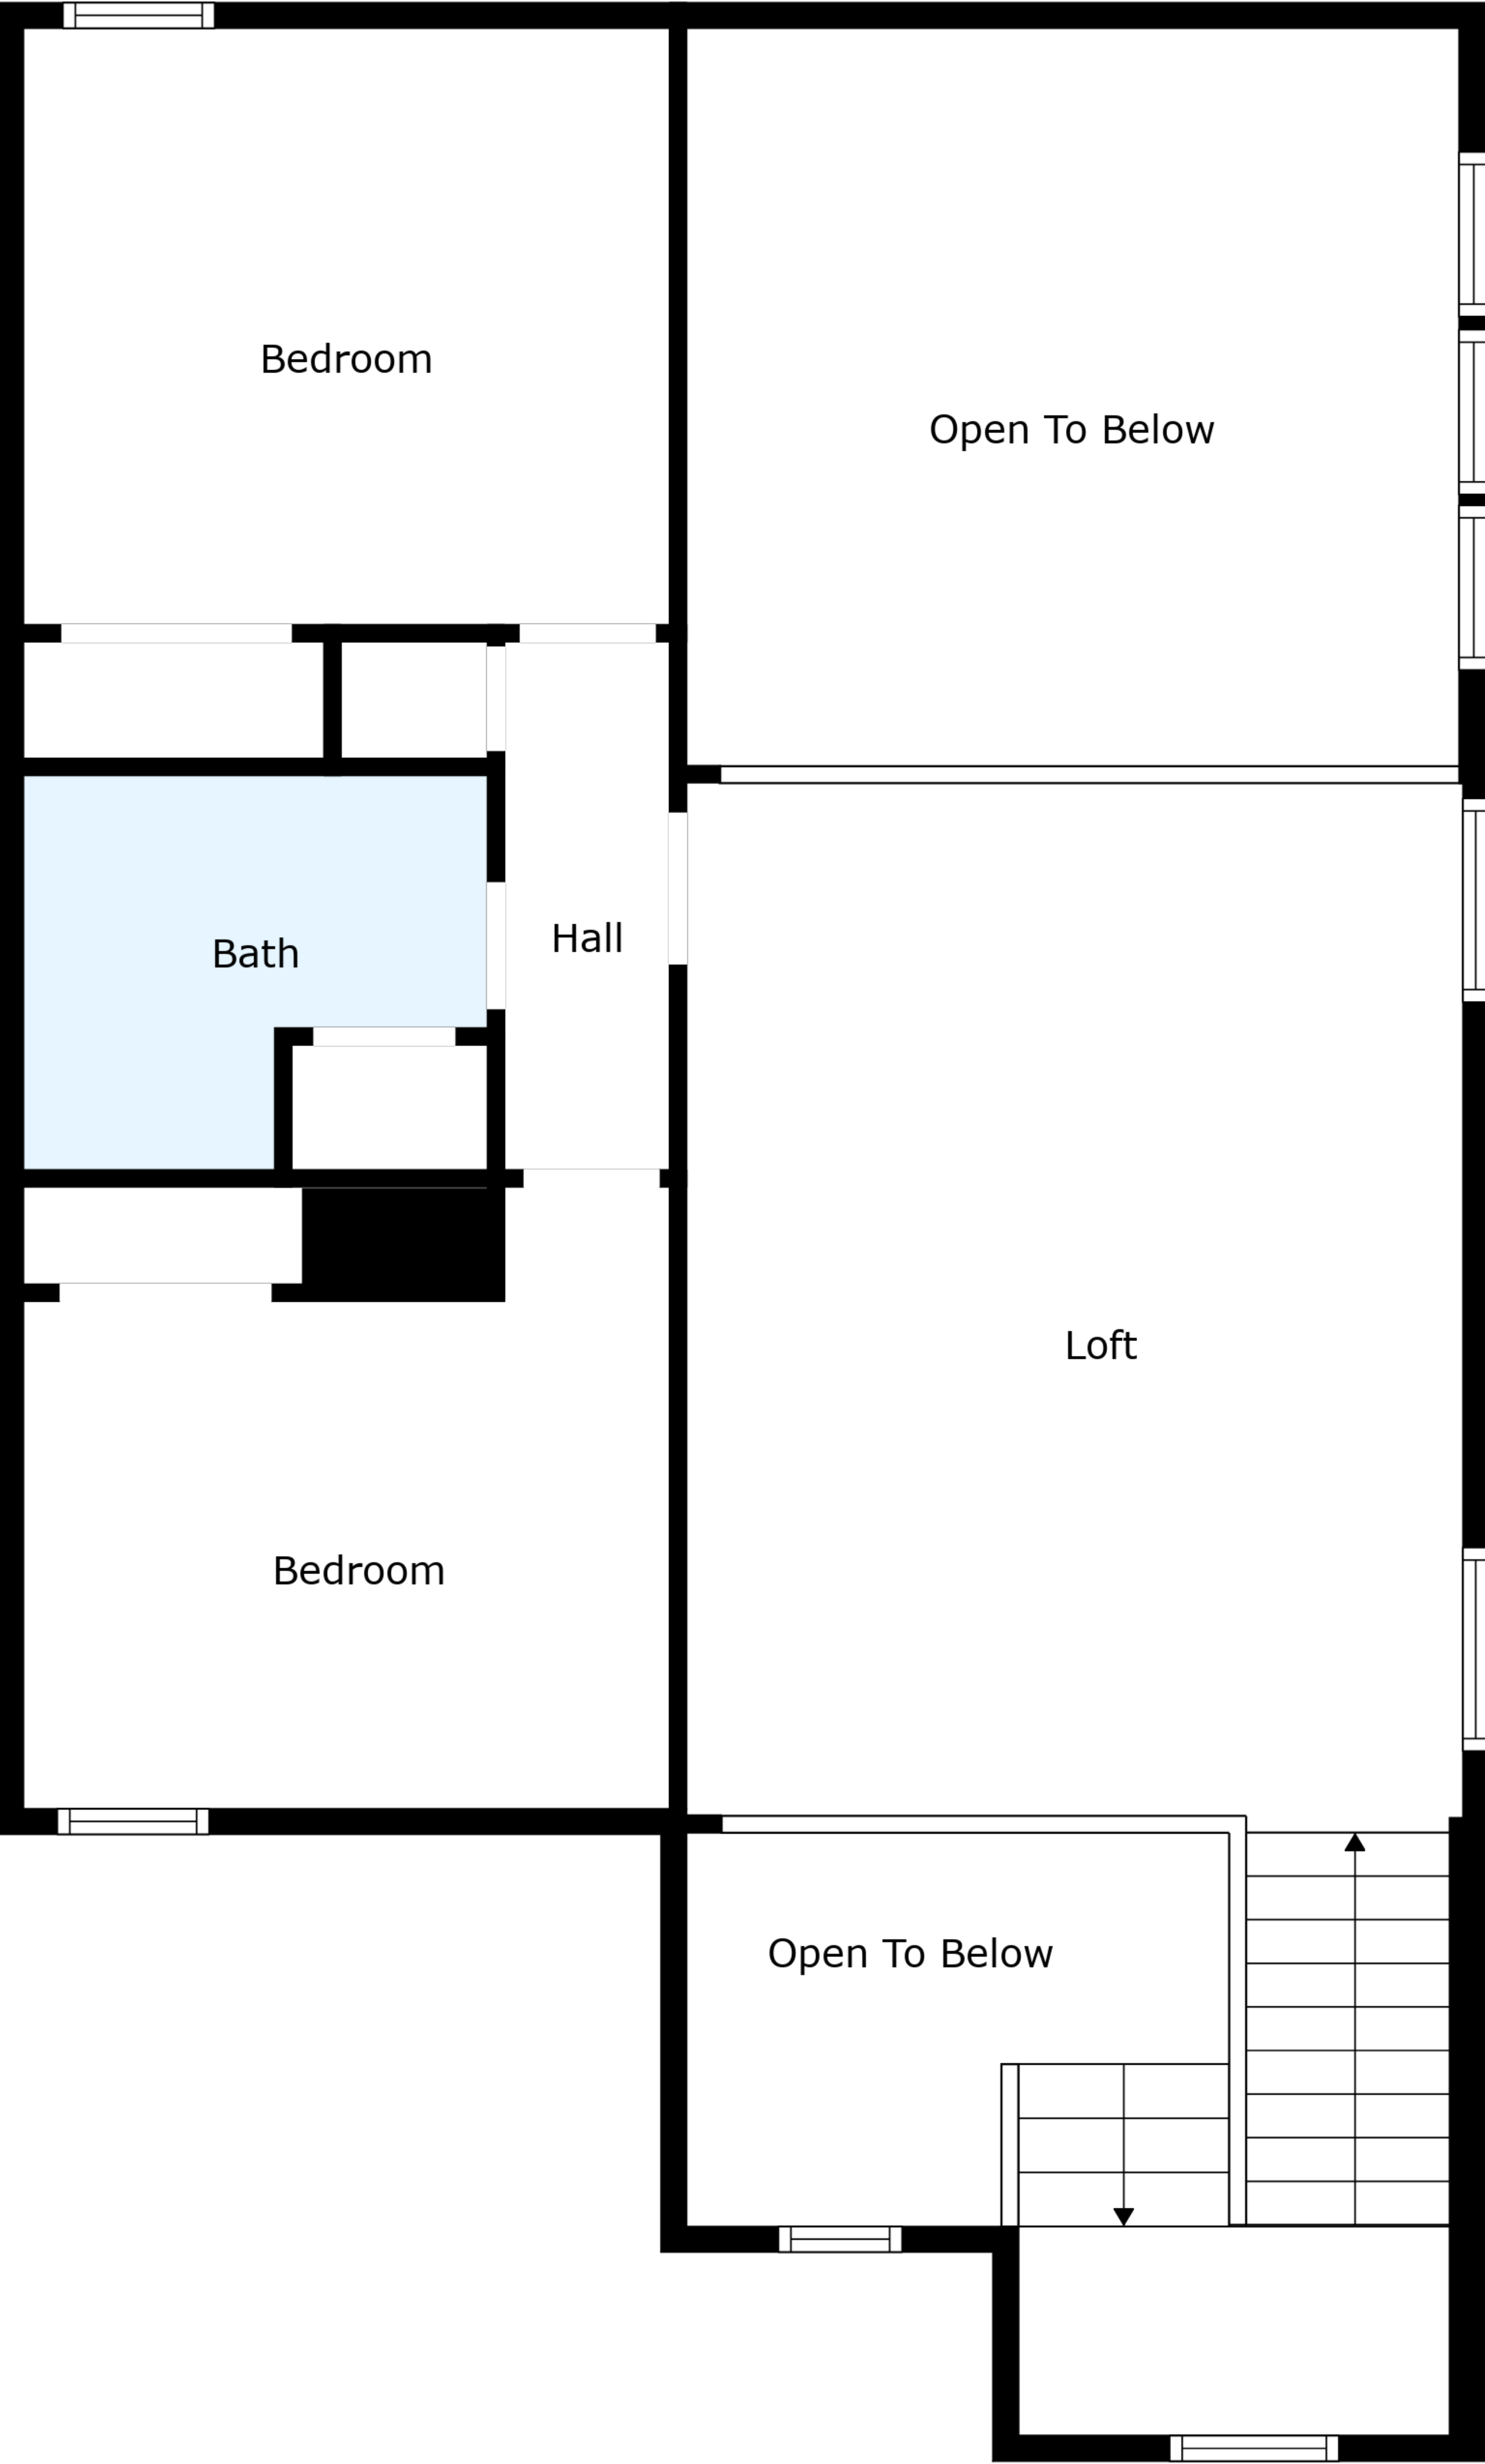 Bedroom
Open To Below
Bath
Hall
Loft
Bedroom
Open To Below